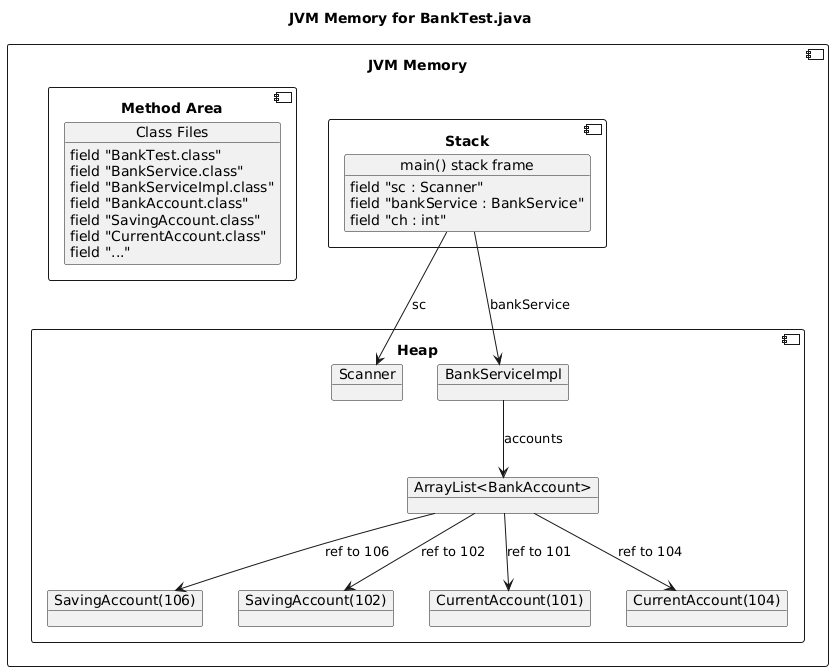 JVM Memory for BankTest.java
JVM Memory
Method Area
Class Files
field "BankTest.class"
field "BankService.class"
field "BankServiceImpl.class"
field "BankAccount.class"
field "SavingAccount.class"
field "CurrentAccount.class"
field "..."
Stack
main() stack frame
field "sc : Scanner"
field "bankService : BankService"
field "ch : int"
sc
bankService
Heap
Scanner
BankServiceImpl
accounts
ArrayList<BankAccount>
ref to 106
ref to 102
ref to 101
ref to 104
SavingAccount(106)
SavingAccount(102)
CurrentAccount(101)
CurrentAccount(104)